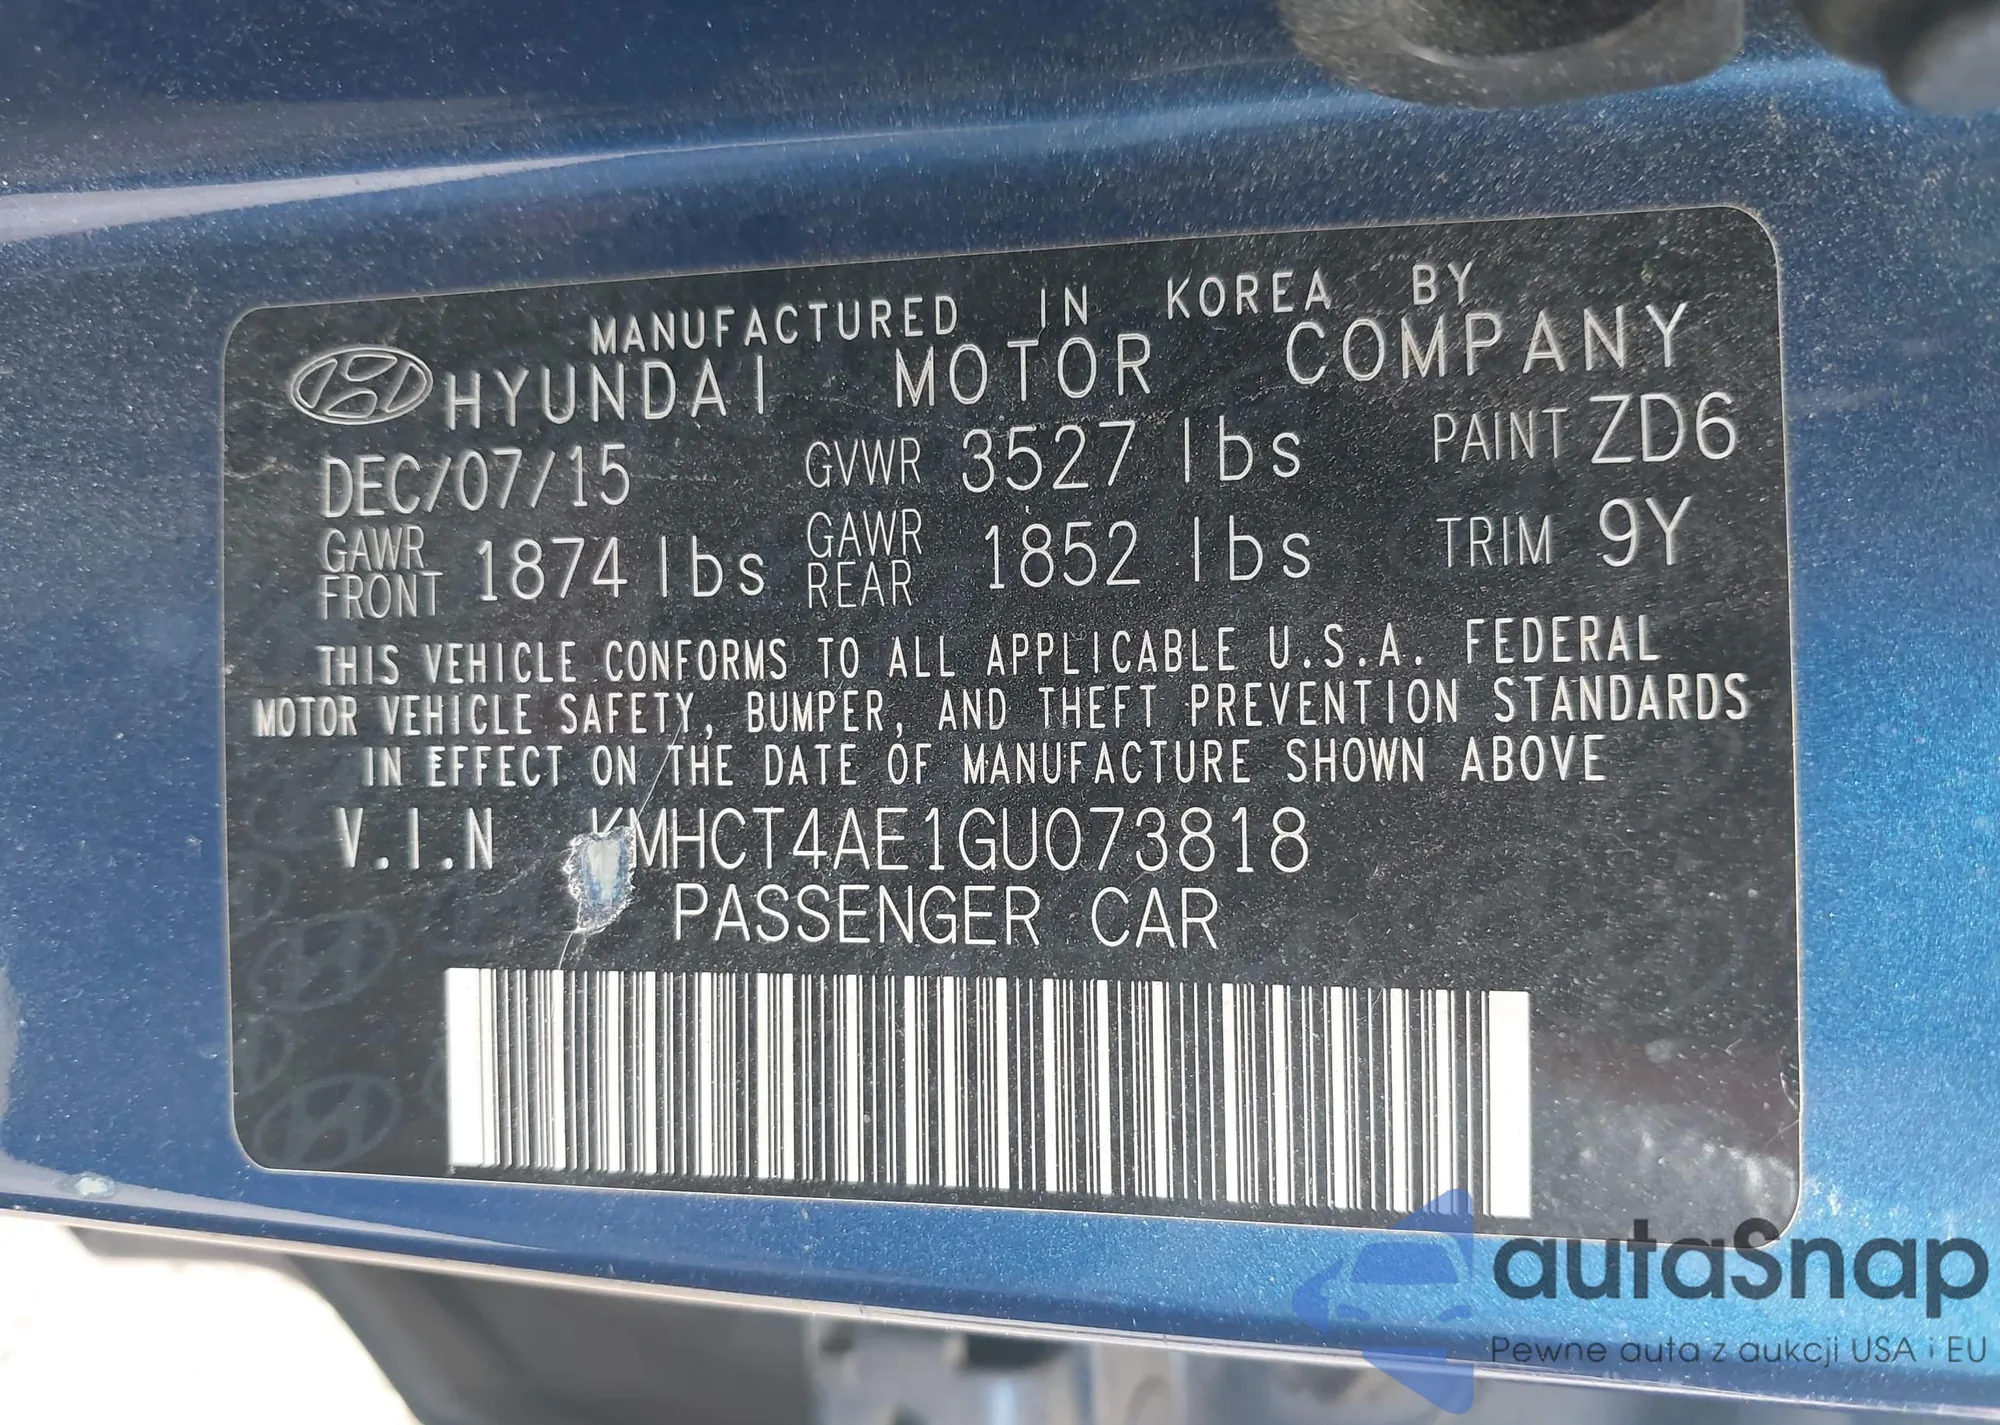 MANUFACTURED IN KOREA BY
HYUNDAI MOTOR COMPANY
DEC/07/15 GVWR 3527 lbs PAINT ZD6
GAWR FRONT 1874 lbs GAWR REAR 1852 lbs TRIM 9Y
THIS VEHICLE CONFORMS TO ALL APPLICABLE U.S.A. FEDERAL
MOTOR VEHICLE SAFETY, BUMPER, AND THEFT PREVENTION STANDARDS
IN EFFECT ON THE DATE OF MANUFACTURE SHOWN ABOVE
V.I.N KMHCT4AE1GU073818
PASSENGER CAR
autaSnap
Pewne auta z aukcji USA i EU